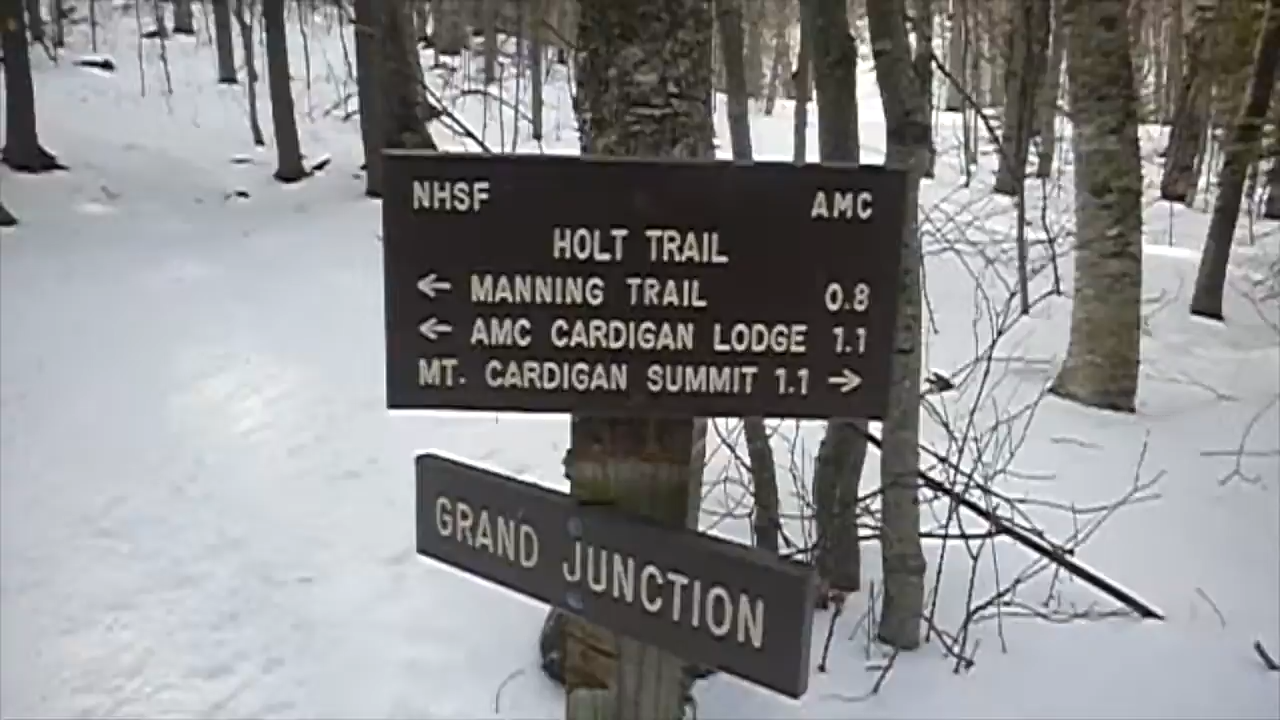 NHSF AMC
HOLT TRAIL
← MANNING TRAIL 0.8
← AMC CARDIGAN LODGE 1.1
MT. CARDIGAN SUMMIT 1.1 →
GRAND JUNCTION